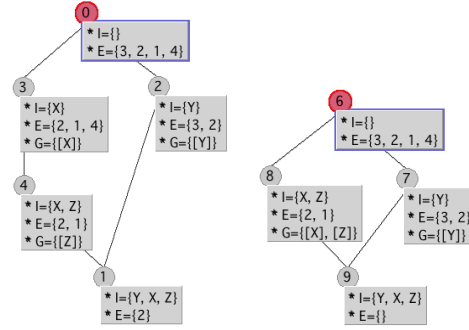 0
* I={}
* E={3, 2, 1, 4}
3
* I={X}
* E={2, 1, 4}
* G={[X]}
2
* I={Y}
* E={3, 2}
* G={[Y]}
4
* I={X, Z}
* E={2, 1}
* G={[Z]}
1
* I={Y, X, Z}
* E={2}
6
* I={}
* E={3, 2, 1, 4}
8
* I={X, Z}
* E={2, 1}
* G={[X], [Z]}
7
* I={Y}
* E={3, 2}
* G={[Y]}
9
* I={Y, X, Z}
* E={}